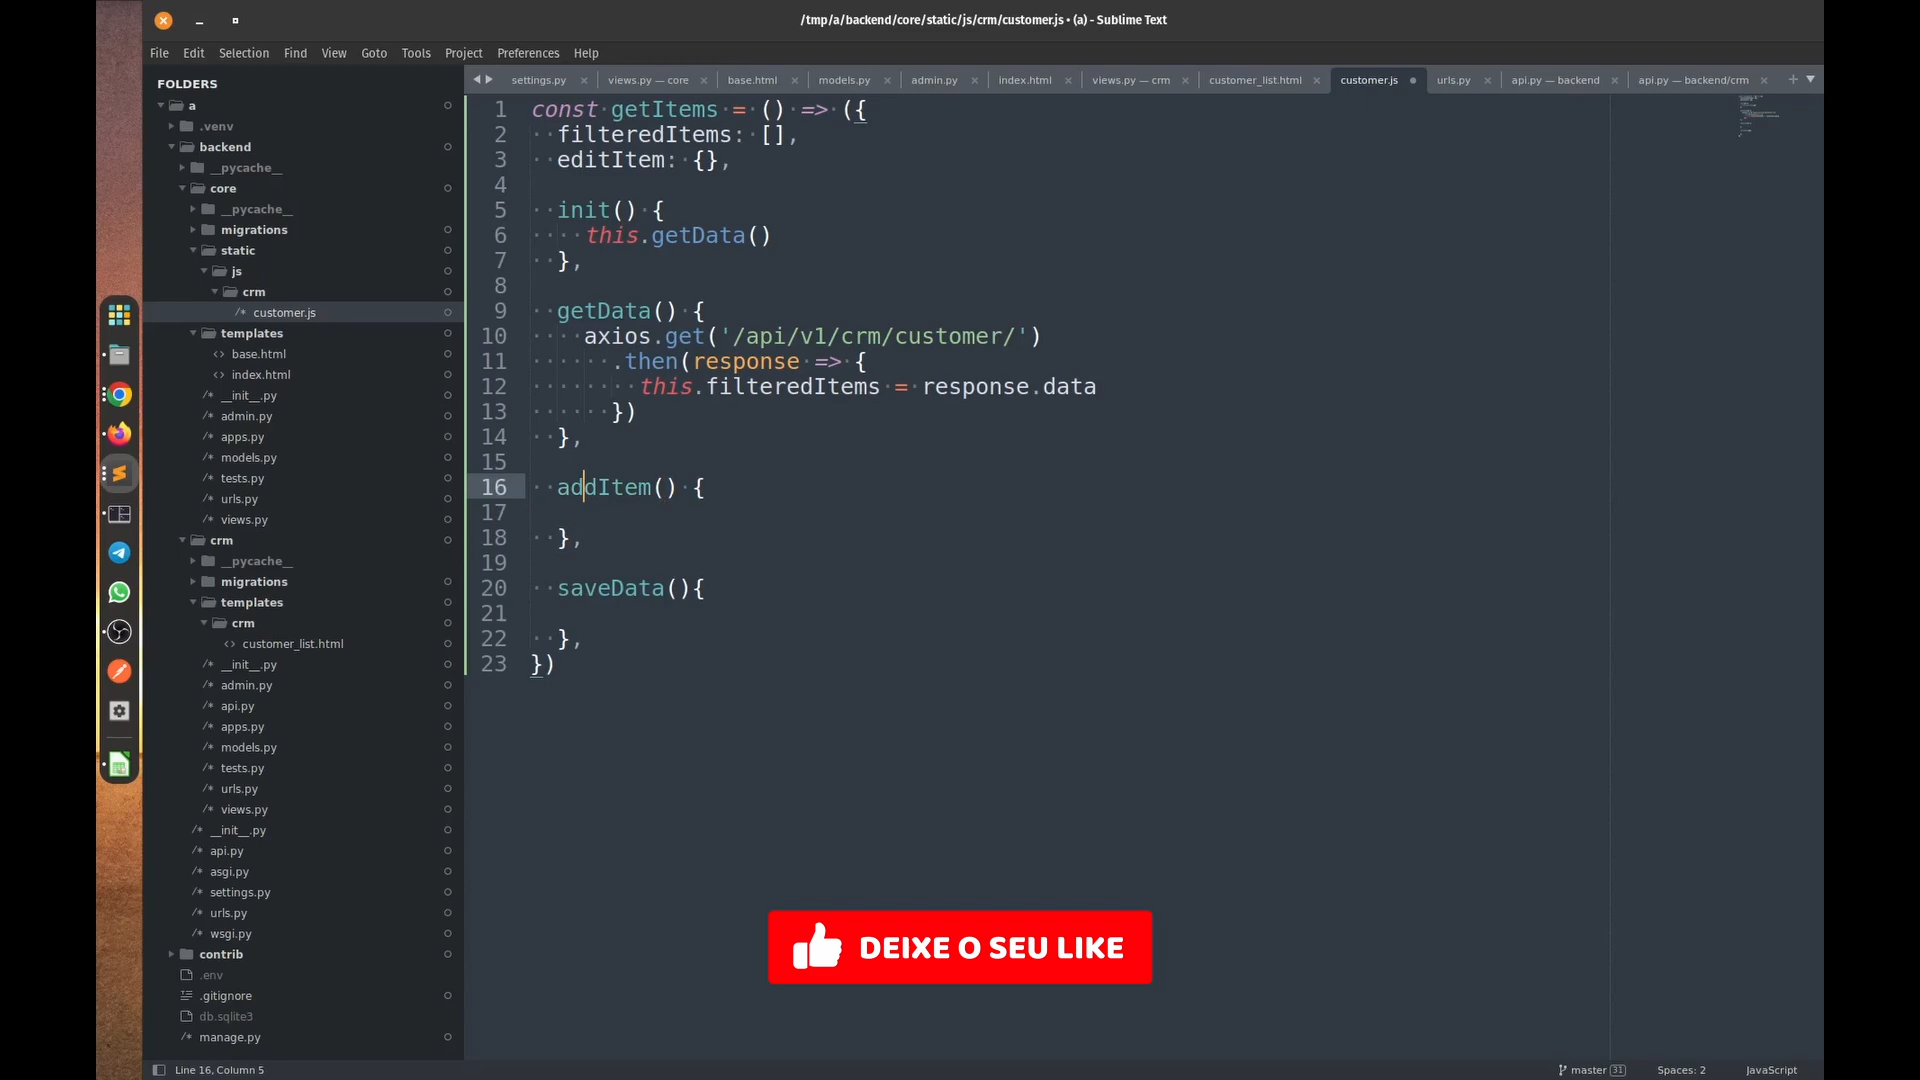 /tmp/a/backend/core/static/js/crm/customer.js • (a) - Sublime Text
File Edit Selection Find View Goto Tools Project Preferences Help
settings.py views.py — core base.html models.py admin.py index.html views.py — crm customer_list.html customer.js urls.py api.py — backend api.py — backend/crm
FOLDERS
a
.venv
backend
__pycache__
core
__pycache__
migrations
static
js
crm
customer.js
templates
base.html
index.html
__init__.py
admin.py
apps.py
models.py
tests.py
urls.py
views.py
crm
__pycache__
migrations
templates
crm
customer_list.html
__init__.py
admin.py
api.py
apps.py
models.py
tests.py
urls.py
views.py
__init__.py
api.py
asgi.py
settings.py
urls.py
wsgi.py
contrib
.env
.gitignore
db.sqlite3
manage.py
1 const getItems = () => ({
2 filteredItems: [],
3 editItem: {},
4
5 init() {
6 this.getData()
7 },
8
9 getData() {
10 axios.get('/api/v1/crm/customer/')
11 .then(response => {
12 this.filteredItems = response.data
13 })
14 },
15
16 addItem() {
17
18 },
19
20 saveData(){
21
22 },
23 })
DEIXE O SEU LIKE
Line 16, Column 5 master 31 Spaces: 2 JavaScript